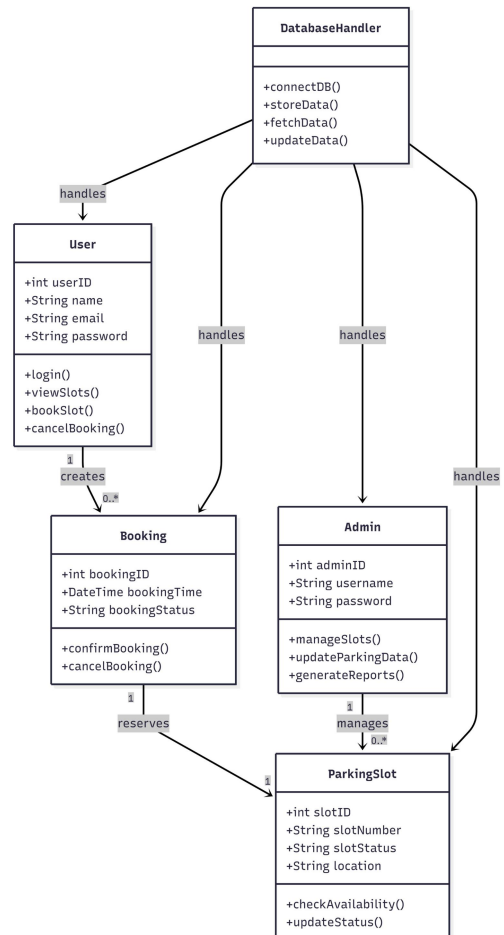 DatabaseHandler
+connectDB()
+storeData()
+fetchData()
+updateData()
handles
User
+int userID
+String name
+String email
+String password
+login()
+viewSlots()
+bookSlot()
+cancelBooking()
handles
handles
1
creates
0..*
handles
Booking
+int bookingID
+DateTime bookingTime
+String bookingStatus
+confirmBooking()
+cancelBooking()
Admin
+int adminID
+String username
+String password
+manageSlots()
+updateParkingData()
+generateReports()
1
reserves
1
1
manages
0..*
ParkingSlot
+int slotID
+String slotNumber
+String slotStatus
+String location
+checkAvailability()
+updateStatus()